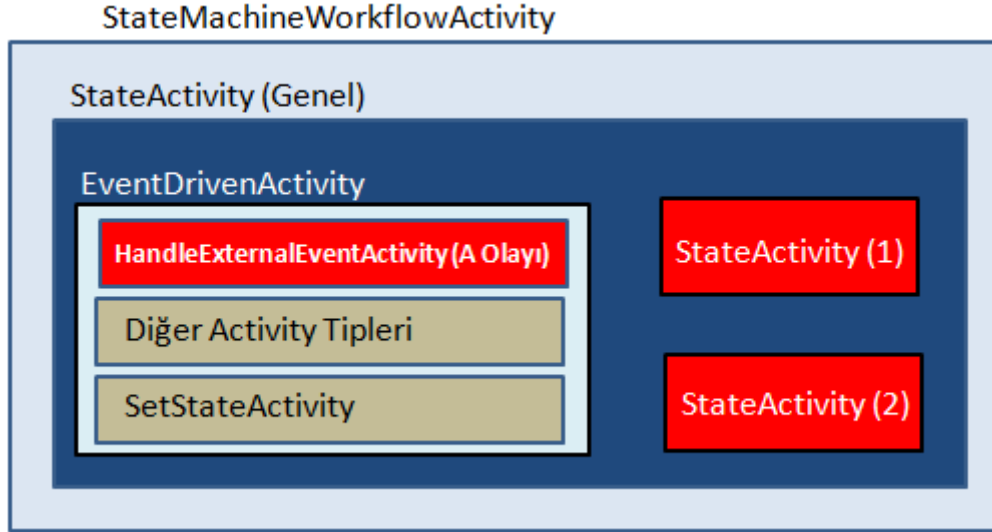 StateMachineWorkflowActivity
StateActivity (Genel)
EventDrivenActivity
HandleExternalEventActivity (A Olayı)
Diğer Activity Tipleri
SetStateActivity
StateActivity (1)
StateActivity (2)